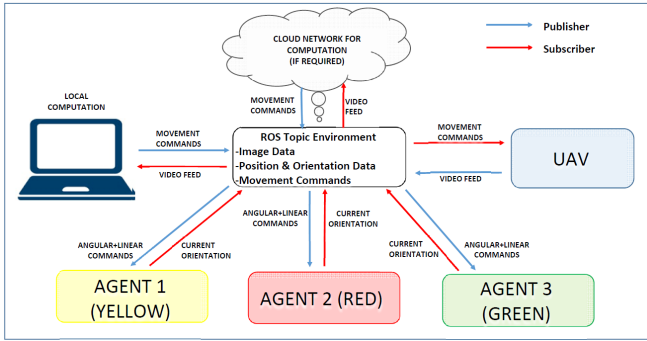 CLOUD NETWORK FOR
COMPUTATION
(IF REQUIRED)
Publisher
Subscriber
LOCAL
COMPUTATION
MOVEMENT
COMMANDS
VIDEO
FEED
MOVEMENT
COMMANDS
VIDEO FEED
ROS Topic Environment
-Image Data
-Position & Orientation Data
-Movement Commands
MOVEMENT
COMMANDS
VIDEO FEED
UAV
ANGULAR+LINEAR
COMMANDS
CURRENT
ORIENTATION
ANGULAR+LINEAR
COMMANDS
CURRENT
ORIENTATION
CURRENT
ORIENTATION
ANGULAR+LINEAR
COMMANDS
AGENT 1
(YELLOW)
AGENT 2 (RED)
AGENT 3
(GREEN)